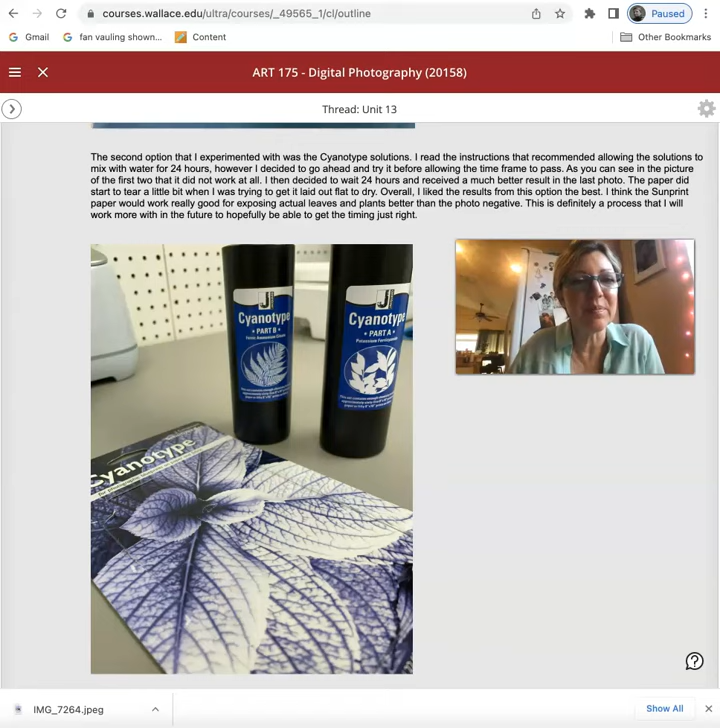 courses.wallace.edu/ultra/courses/_49565_1/cl/outline
Paused
Gmail
fan vauling shown...
Content
Other Bookmarks
ART 175 - Digital Photography (20158)
Thread: Unit 13
The second option that I experimented with was the Cyanotype solutions. I read the instructions that recommended allowing the solutions to
mix with water for 24 hours, however I decided to go ahead and try it before allowing the time frame to pass. As you can see in the picture
of the first two that it did not work at all. I then decided to wait 24 hours and received a much better result in the last photo. The paper did
start to tear a little bit when I was trying to get it laid out flat to dry. Overall, I liked the results from this option the best. I think the Sunprint
paper would work really good for exposing actual leaves and plants better than the photo negative. This is definitely a process that I will
work more with in the future to hopefully be able to get the timing just right.
J
Cyanotype
• PART B •
J
Cyanotype
• PART A •
Potassium Ferricyanide
Cyanotype
IMG_7264.jpeg
Show All